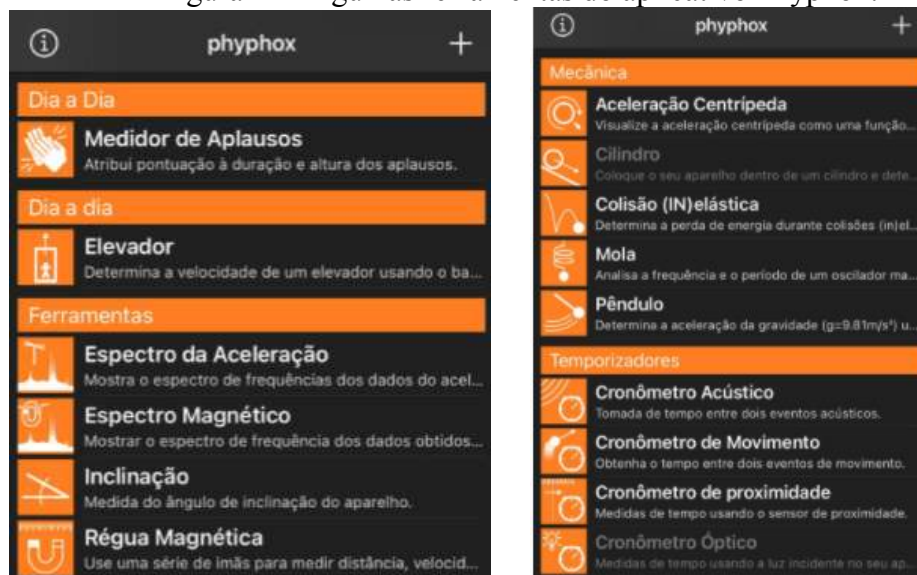 phyphox
Dia a Dia
Medidor de Aplausos
Atribui pontuação à duração e altura dos aplausos.
Dia a dia
Elevador
Determina a velocidade de um elevador usando o ba...
Ferramentas
Espectro da Aceleração
Mostra o espectro de frequências dos dados do acel...
Espectro Magnético
Mostrar o espectro de frequência dos dados obtidos...
Inclinação
Medida do ângulo de inclinação do aparelho.
Régua Magnética
Use uma série de imãs para medir distância, velocid...
phyphox
Mecânica
Aceleração Centrípeda
Visualize a aceleração centrípeda como uma função...
Cilindro
Coloque o seu aparelho dentro de um cilindro e dete...
Colisão (IN)elástica
Determina a perda de energia durante colisões (in)el...
Mola
Analisa a frequência e o período de um oscilador ma...
Pêndulo
Determina a aceleração da gravidade (g=9.81m/s²) u...
Temporizadores
Cronômetro Acústico
Tomada de tempo entre dois eventos acústicos.
Cronômetro de Movimento
Obtenha o tempo entre dois eventos de movimento.
Cronômetro de proximidade
Medidas de tempo usando o sensor de proximidade.
Cronômetro Óptico
Medidas de tempo usando a luz incidente no seu ap...